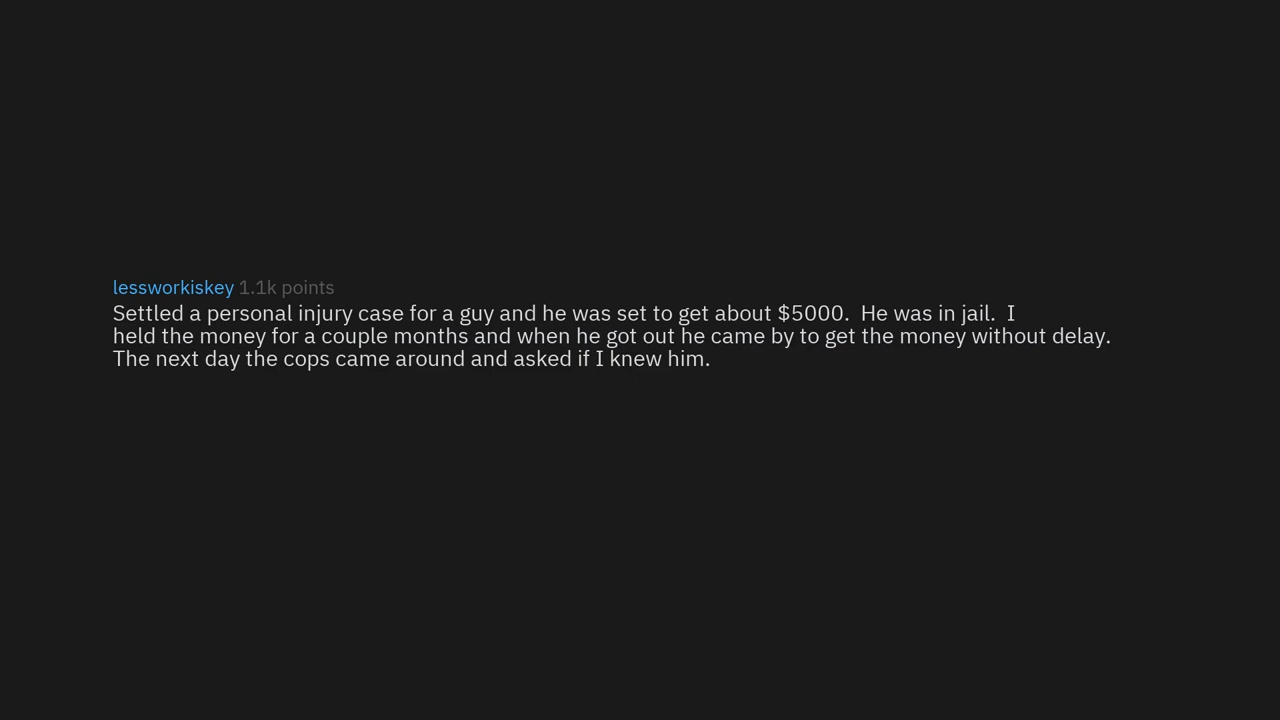 lessworkiskey 1.1k points
Settled a personal injury case for a guy and he was set to get about $5000.  He was in jail.  I
held the money for a couple months and when he got out he came by to get the money without delay.
The next day the cops came around and asked if I knew him.